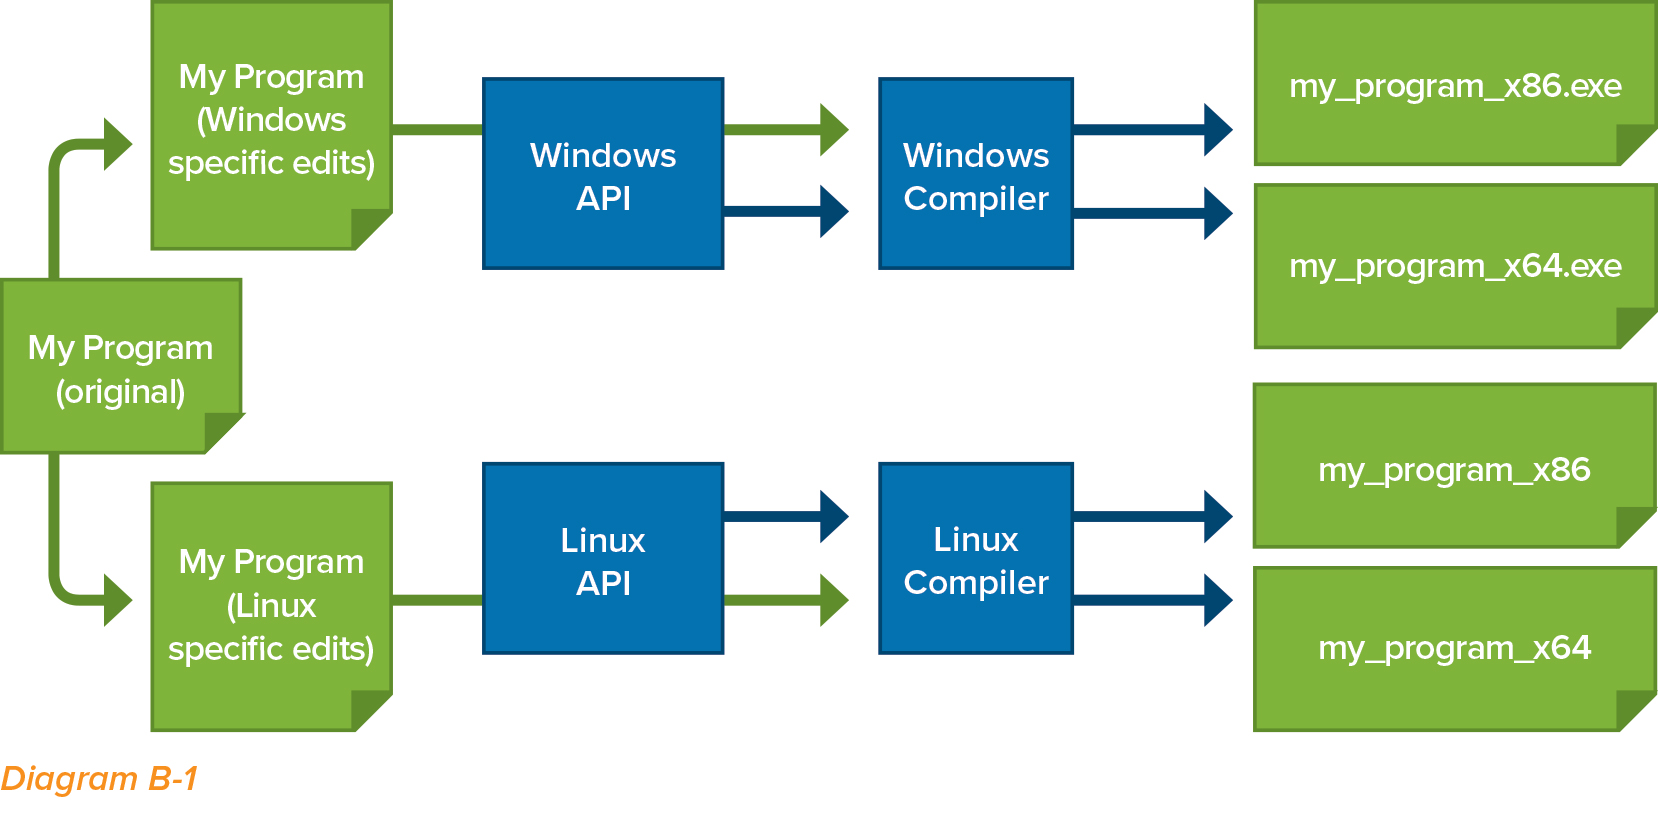 My Program
(Windows
specific edits)
Windows
API
Windows
Compiler
my_program_x86.exe
my_program_x64.exe
My Program
(original)
My Program
(Linux
specific edits)
Linux
API
Linux
Compiler
my_program_x86
my_program_x64
Diagram B-1